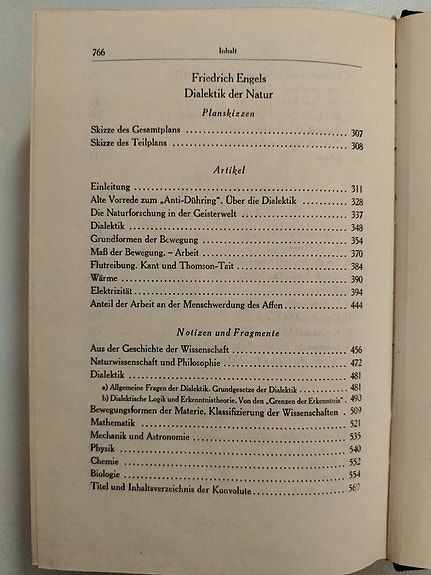 766 Inhalt
Friedrich Engels
Dialektik der Natur
Planskizzen
Skizze des Gesamtplans 307
Skizze des Teilplans 308
Artikel
Einleitung 311
Alte Vorrede zum „Anti-Dühring“. Über die Dialektik 328
Die Naturforschung in der Geisterwelt 337
Dialektik 348
Grundformen der Bewegung 354
Maß der Bewegung. – Arbeit 370
Flutreibung. Kant und Thomson-Tait 384
Wärme 390
Elektrizität 394
Anteil der Arbeit an der Menschwerdung des Affen 444
Notizen und Fragmente
Aus der Geschichte der Wissenschaft 456
Naturwissenschaft und Philosophie 472
Dialektik 481
a) Allgemeine Fragen der Dialektik. Grundgesetze der Dialektik 481
b) Dialektische Logik und Erkenntnistheorie. Von den „Grenzen der Erkenntnis“ 490
Bewegungsformen der Materie. Klassifizierung der Wissenschaften 509
Mathematik 521
Mechanik und Astronomie 535
Physik 540
Chemie 552
Biologie 554
Titel und Inhaltsverzeichnis der Konvolute 567